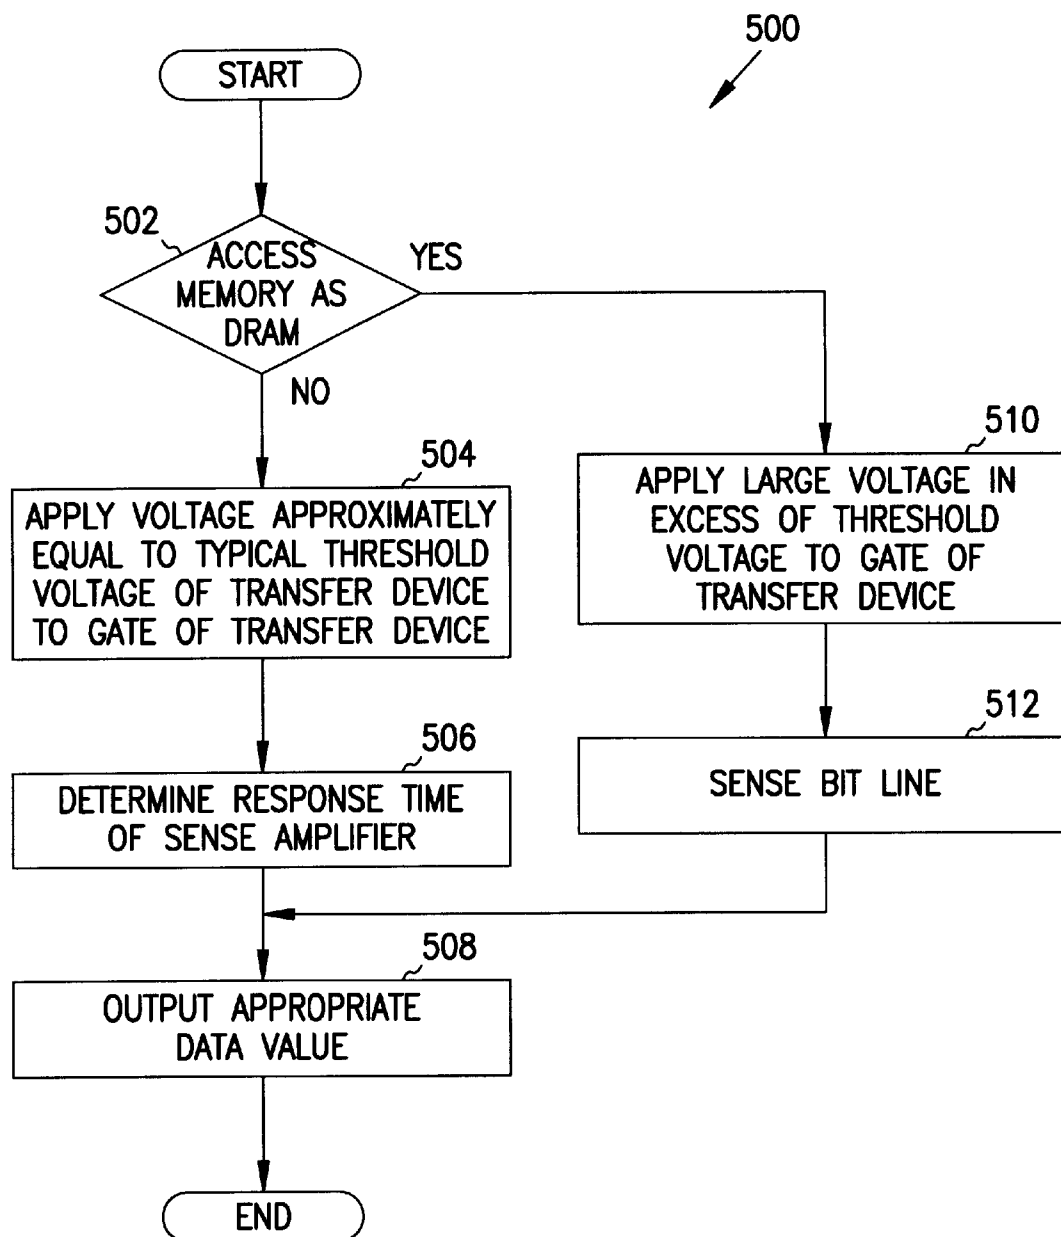 500
START
502
ACCESS
MEMORY AS
DRAM
YES
NO
504
APPLY VOLTAGE APPROXIMATELY
EQUAL TO TYPICAL THRESHOLD
VOLTAGE OF TRANSFER DEVICE
TO GATE OF TRANSFER DEVICE
510
APPLY LARGE VOLTAGE IN
EXCESS OF THRESHOLD
VOLTAGE TO GATE OF
TRANSFER DEVICE
506
DETERMINE RESPONSE TIME
OF SENSE AMPLIFIER
512
SENSE BIT LINE
508
OUTPUT APPROPRIATE
DATA VALUE
END